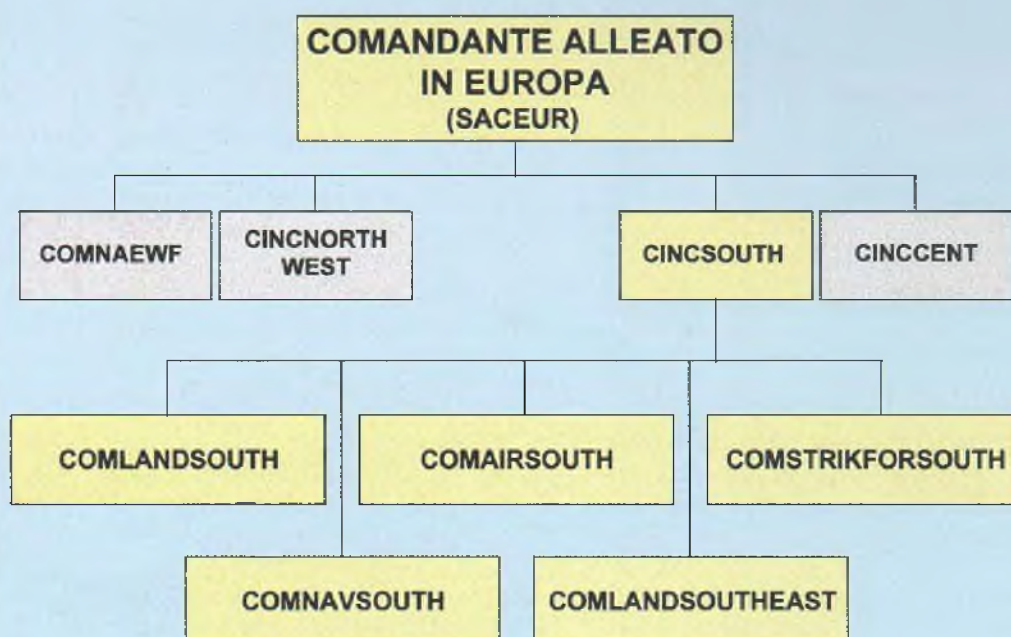 COMANDANTE ALLEATO
IN EUROPA
(SACEUR)
COMNAEWF
CINCNORTH
WEST
CINCSOUTH
CINCCENT
COMLANDSOUTH
COMAIRSOUTH
COMSTRIKFORSOUTH
COMNAVSOUTH
COMLANDSOUTHEAST